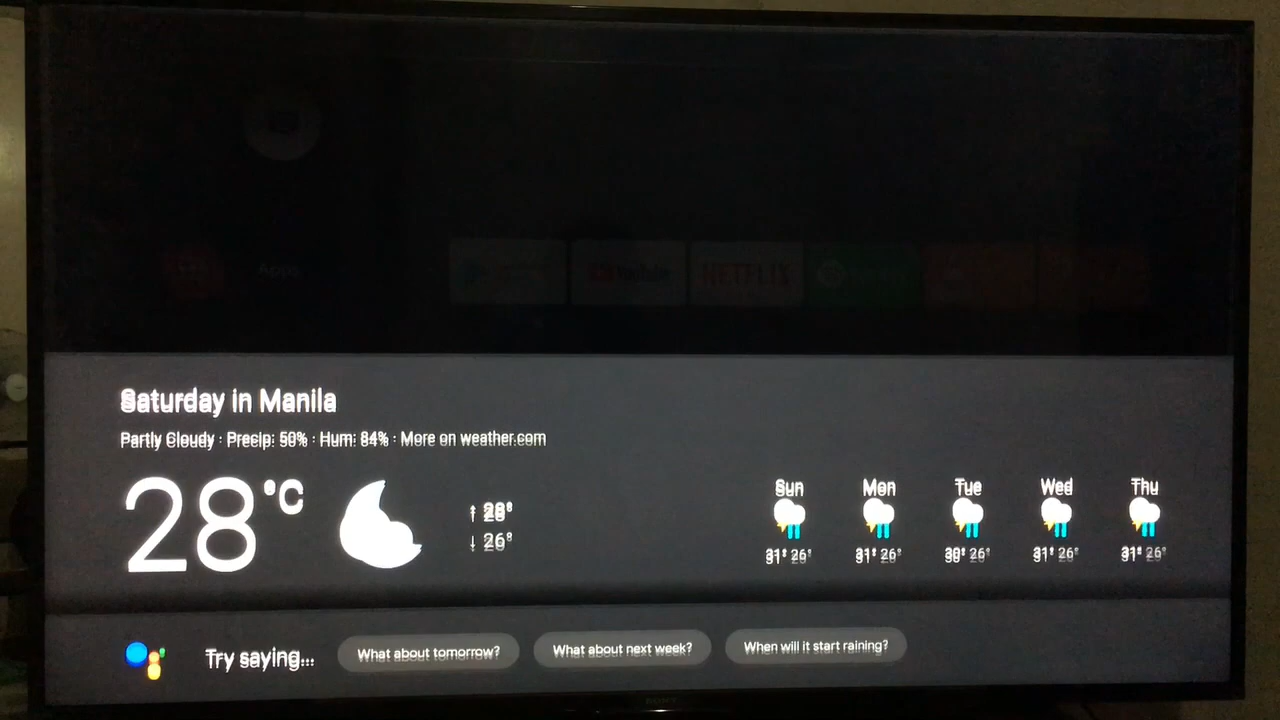 Apps
YouTube
NETFLIX
Saturday in Manila
Partly Cloudy · Precip: 50% · Hum: 84% · More on weather.com
28°C
↑ 28°
↓ 26°
Sun Mon Tue Wed Thu
31° 26° 31° 26° 30° 26° 31° 26° 31° 26°
Try saying... What about tomorrow? What about next week? When will it start raining?